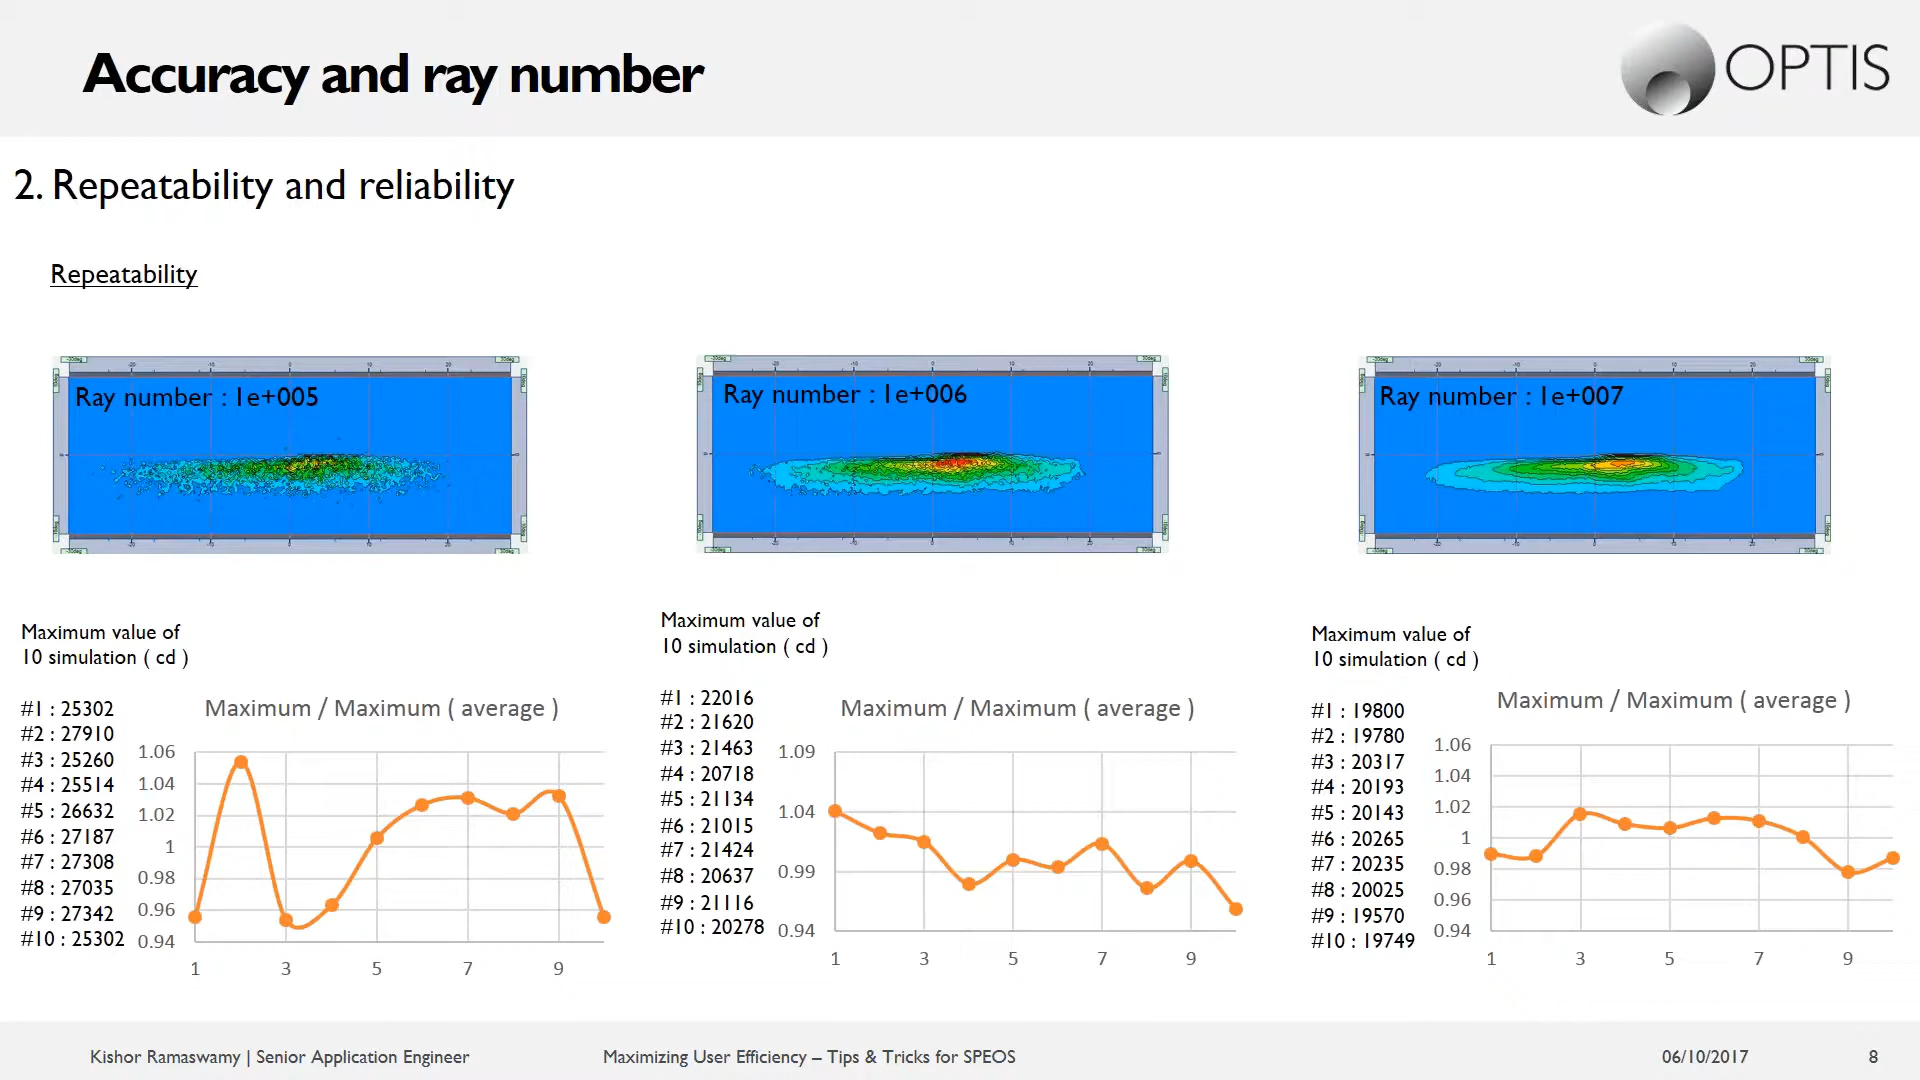 Accuracy and ray number
OPTIS
2. Repeatability and reliability
Repeatability
Ray number : 1e+005
Maximum value of
10 simulation ( cd )
#1 : 25302
#2 : 27910
#3 : 25260
#4 : 25514
#5 : 26632
#6 : 27187
#7 : 27308
#8 : 27035
#9 : 27342
#10 : 25302
Maximum / Maximum ( average )
1.06
1.04
1.02
1
0.98
0.96
0.94
1 3 5 7 9
Ray number : 1e+006
Maximum value of
10 simulation ( cd )
#1 : 22016
#2 : 21620
#3 : 21463
#4 : 20718
#5 : 21134
#6 : 21015
#7 : 21424
#8 : 20637
#9 : 21116
#10 : 20278
Maximum / Maximum ( average )
1.09
1.04
0.99
0.94
1 3 5 7 9
Ray number : 1e+007
Maximum value of
10 simulation ( cd )
#1 : 19800
#2 : 19780
#3 : 20317
#4 : 20193
#5 : 20143
#6 : 20265
#7 : 20235
#8 : 20025
#9 : 19570
#10 : 19749
Maximum / Maximum ( average )
1.06
1.04
1.02
1
0.98
0.96
0.94
1 3 5 7 9
Kishor Ramaswamy | Senior Application Engineer
Maximizing User Efficiency – Tips & Tricks for SPEOS
06/10/2017
8